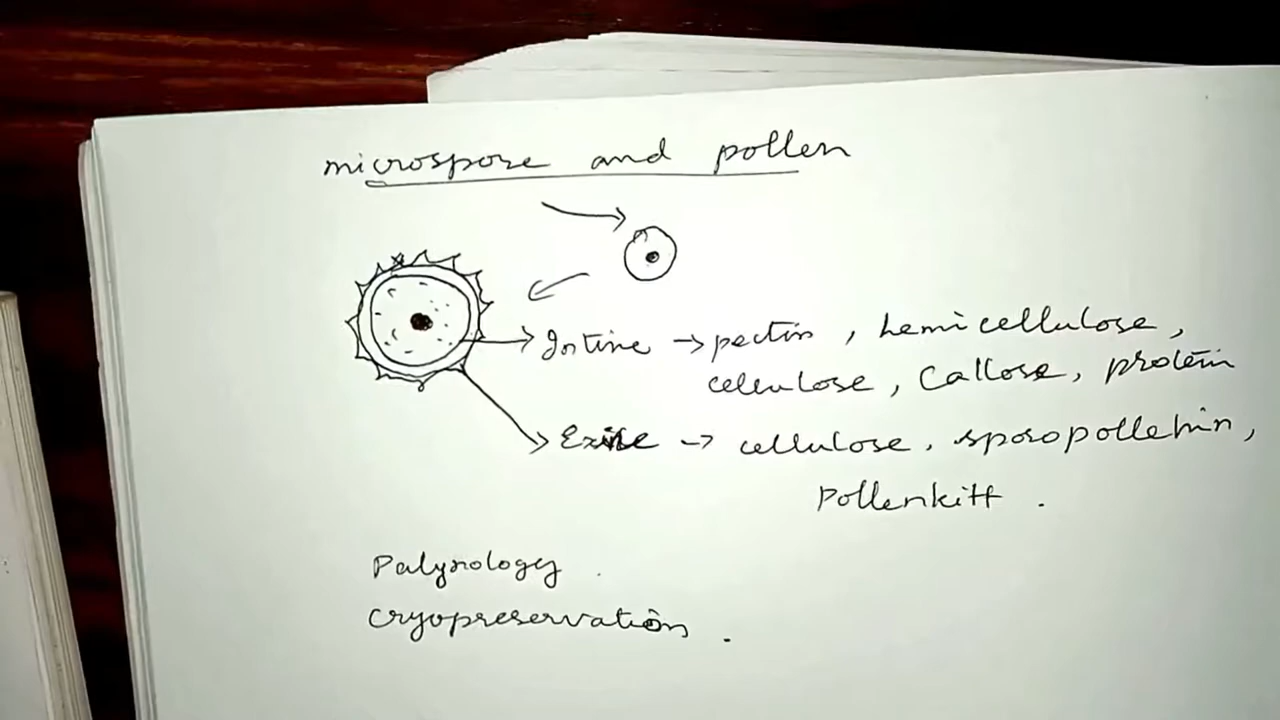 microspore and pollen
Intine → pectin, hemicellulose,
cellulose, Callose, protein
Exine → cellulose, sporopollenin,
Pollenkitt.
Palynology.
cryopreservation.